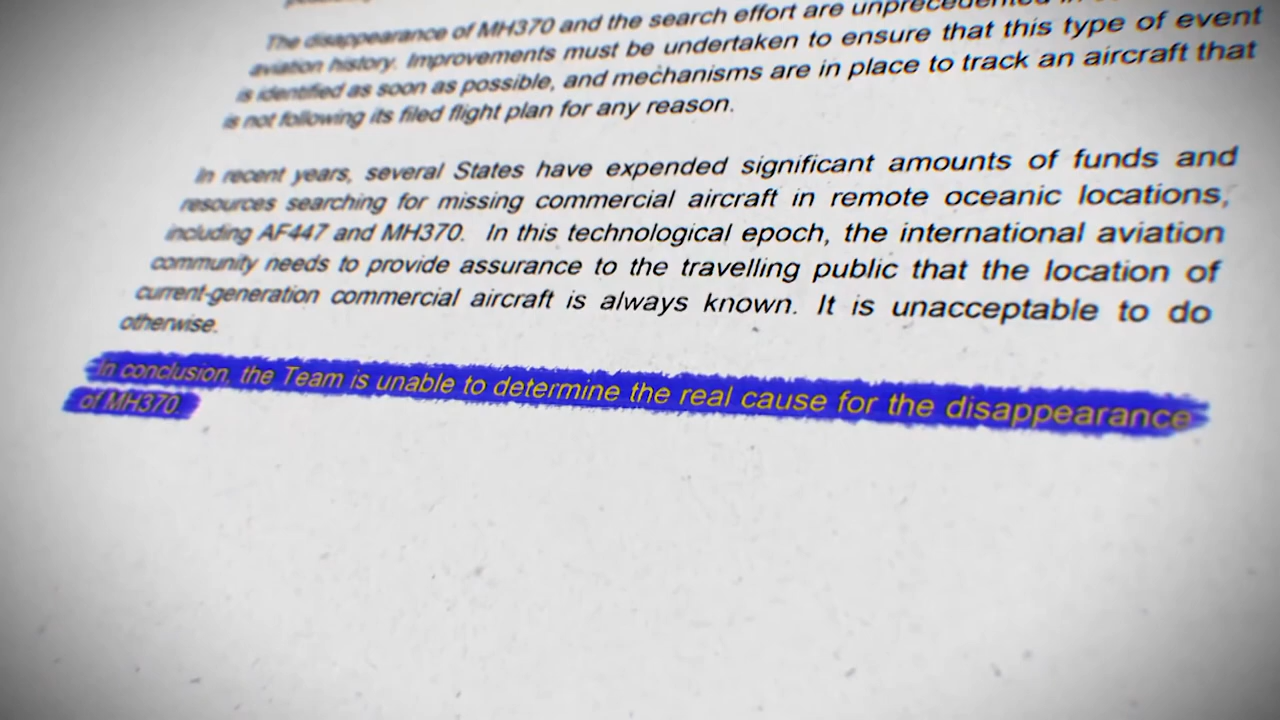 The disappearance of MH370 and the search effort are unprecedented in
aviation history. Improvements must be undertaken to ensure that this type of event
is identified as soon as possible, and mechanisms are in place to track an aircraft that
is not following its filed flight plan for any reason.
In recent years, several States have expended significant amounts of funds and
resources searching for missing commercial aircraft in remote oceanic locations,
including AF447 and MH370. In this technological epoch, the international aviation
community needs to provide assurance to the travelling public that the location of
current-generation commercial aircraft is always known. It is unacceptable to do
otherwise.
In conclusion, the Team is unable to determine the real cause for the disappearance
of MH370.